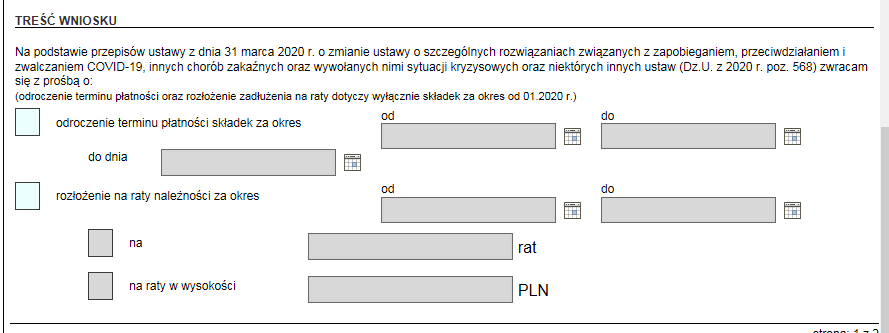 TREŚĆ WNIOSKU
Na podstawie przepisów ustawy z dnia 31 marca 2020 r. o zmianie ustawy o szczególnych rozwiązaniach związanych z zapobieganiem, przeciwdziałaniem i
zwalczaniem COVID-19, innych chorób zakaźnych oraz wywołanych nimi sytuacji kryzysowych oraz niektórych innych ustaw (Dz.U. z 2020 r. poz. 568) zwracam
się z prośbą o:
(odroczenie terminu płatności oraz rozłożenie zadłużenia na raty dotyczy wyłącznie składek za okres od 01.2020 r.)
odroczenie terminu płatności składek za okres od do
do dnia
rozłożenie na raty należności za okres od do
na rat
na raty w wysokości PLN
strona: 1 z 2